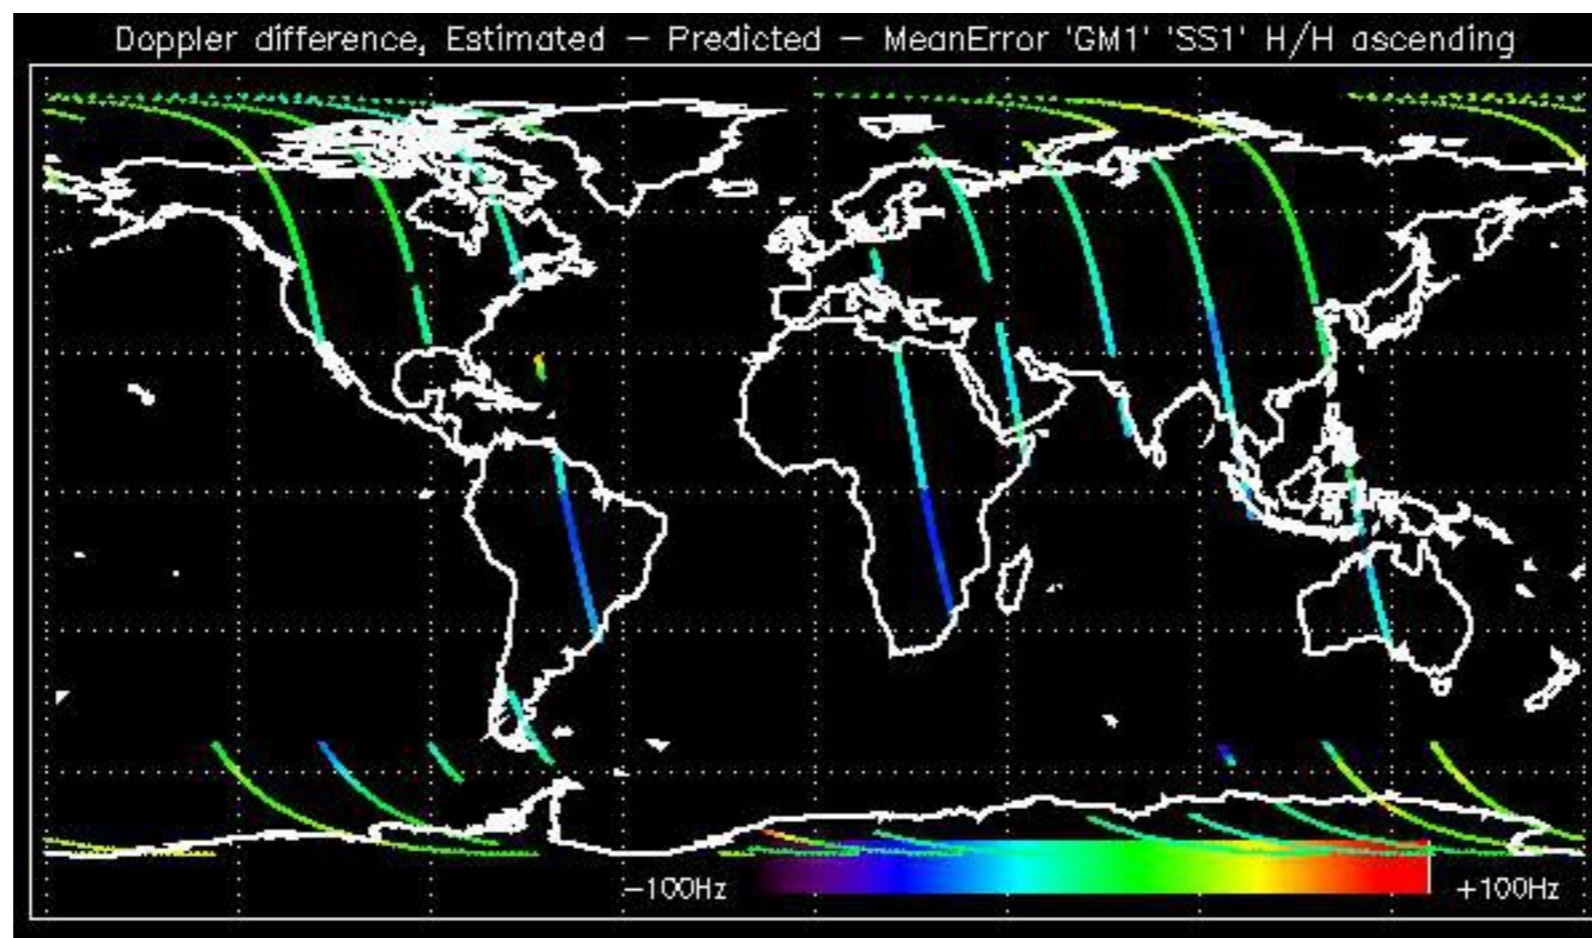 Doppler difference, Estimated – Predicted – MeanError 'GM1' 'SS1' H/H ascending
-100Hz
+100Hz